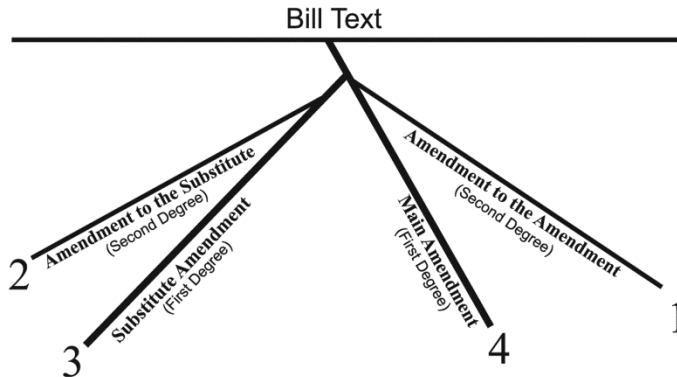 Bill Text
Amendment to the Substitute
(Second Degree)
2
Substitute Amendment
(First Degree)
3
Main Amendment
(First Degree)
4
Amendment to the Amendment
(Second Degree)
1